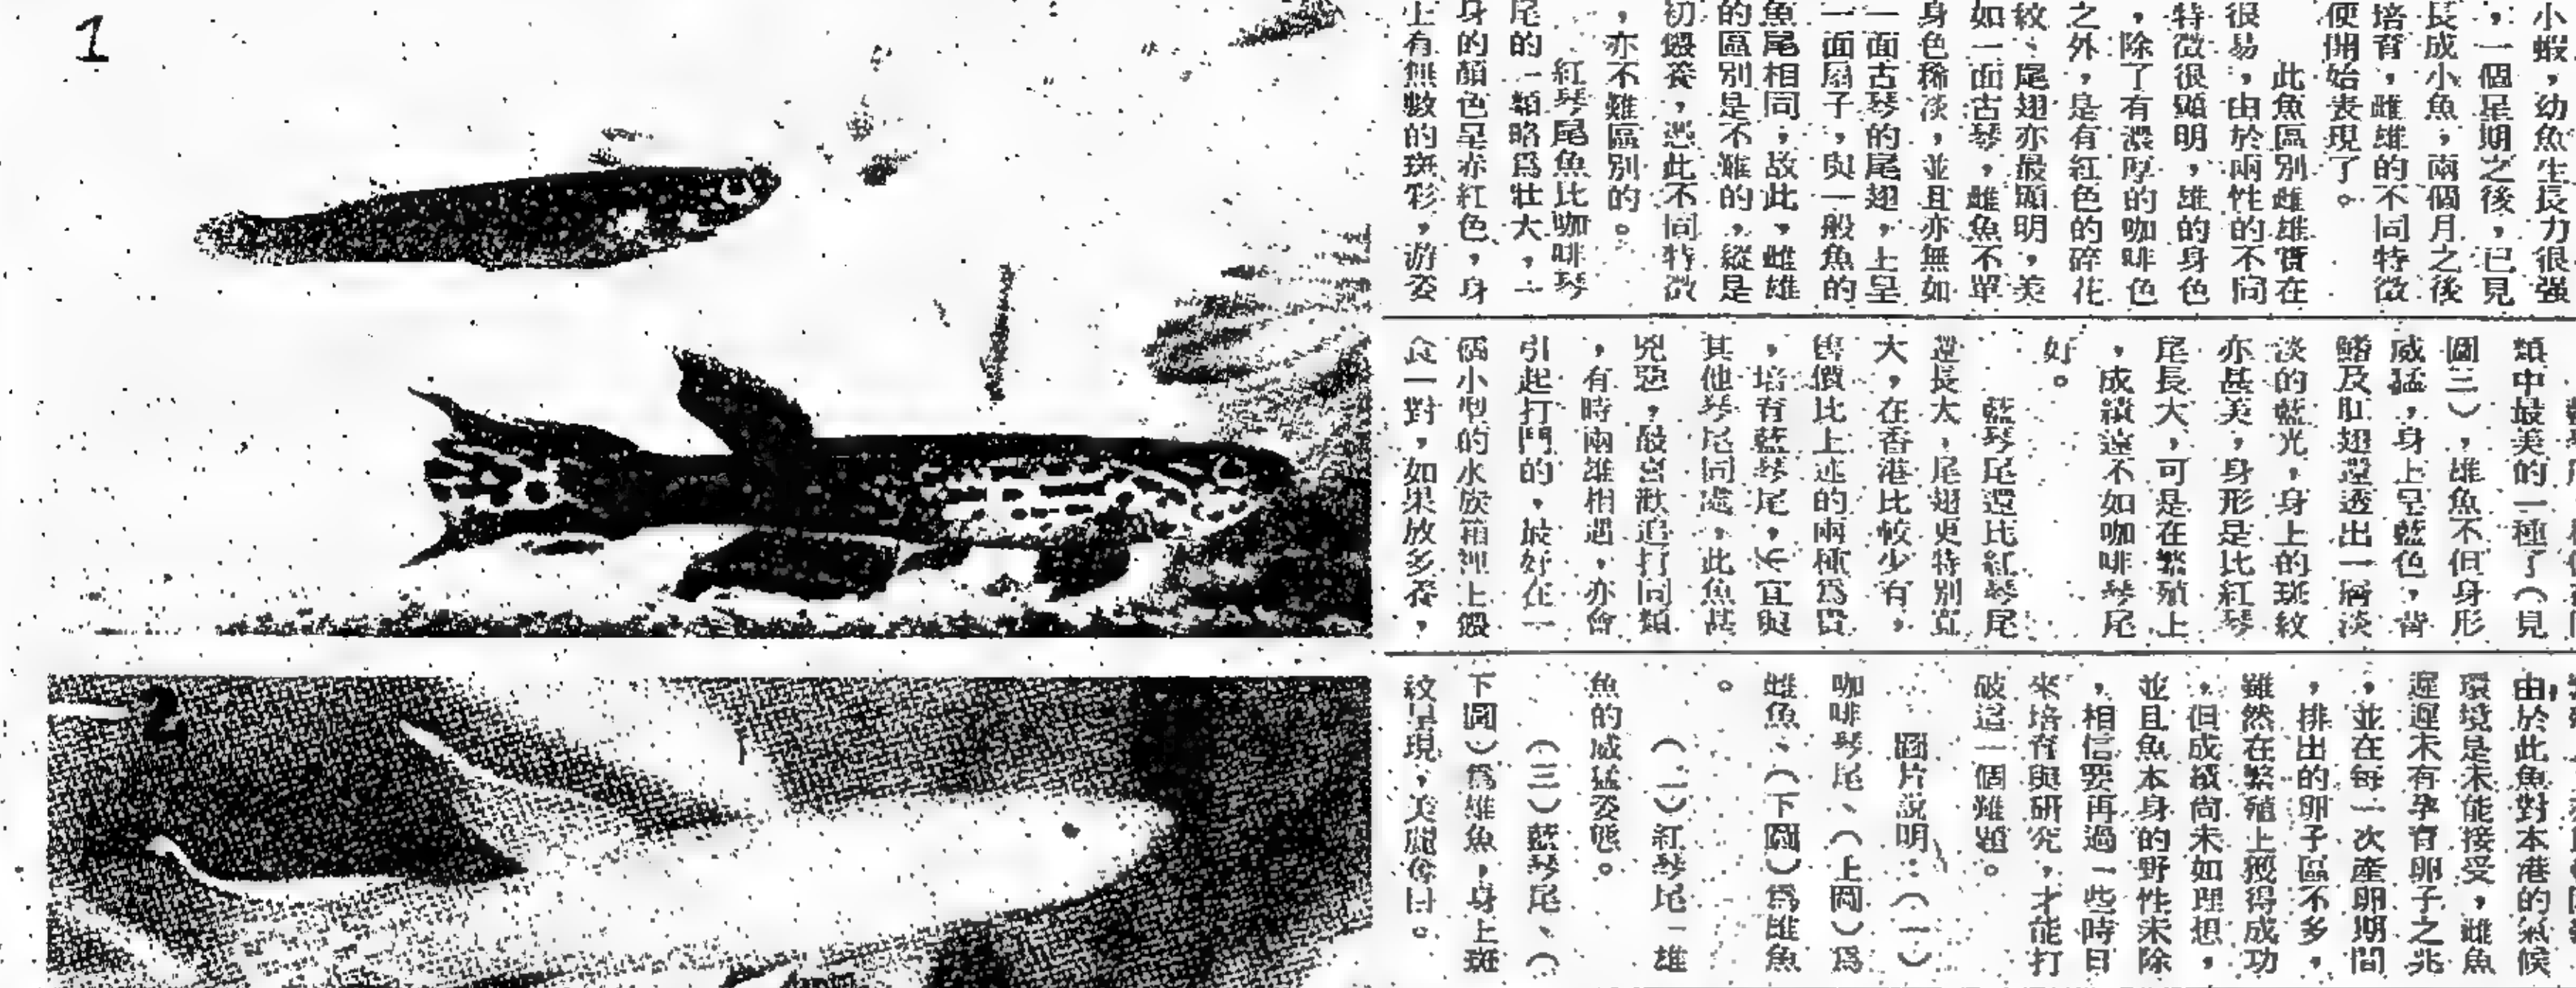 1
小蝦，幼魚生長力很强
，一個星期之後，已見
長成小魚，兩個月之後
培育，雌雄的不同特徵
便開始表現了。
此魚區別雌雄實在
很易，由於兩性的不同
特徵很顯明，雄的身色
，除了有濃厚的咖啡色
之外，是有紅色的碎花
紋、尾翅亦最顯明，美
如一面古琴，雌魚不單
身色稀淡，並且亦無如
一面古琴的尾翅，上呈
一面扇子，與一般魚的
魚尾相同，故此，雌雄
的區別是不難的，縱是
初餵養，憑此不同特徵
，亦不難區別的。
紅琴尾魚比咖啡琴
尾的一類略爲壯大，
身的顏色呈赤紅色，身
上有無數的斑彩，游姿
類中最美的一種了（見
圖三），雄魚不但身形
威猛，身上呈藍色，背
鰭及肚翅還透出一層淡
淡的藍光，身上的斑紋
亦甚美，身形是比紅琴
尾長大，可是在繁殖上
，成績遠不如咖啡琴尾
好。
藍琴尾還比紅琴尾
還長大，尾翅更特別寬
大，在香港比較少有，
售價比上述的兩種爲貴
，培育藍琴尾，不宜與
其他琴尾同處，此魚甚
兇惡，最喜歡追打同類
，有時兩雄相遇，亦會
引起打鬥的，最好在一
個小型的水族箱裡上餵
食一對，如果放多養，
由於此魚對本港的氣候
環境是未能接受，雌魚
遲遲未有孕育卵子之兆
，並在每一次產卵期間
，排出的卵子區不多，
雖然在繁殖上獲得成功
，但成績尚未如理想，
並且魚本身的野性未除
，相信要再過一些時日
來培育與研究，才能打
破這一個難題。
圖片說明：（一）
咖啡琴尾、（上圖）爲
雌魚、（下圖）爲雄魚
。
（二）紅琴尾一雄
魚的威猛姿態。
（三）藍琴尾、（
下圖）爲雄魚，身上斑
紋呈現，美麗奪目。
2